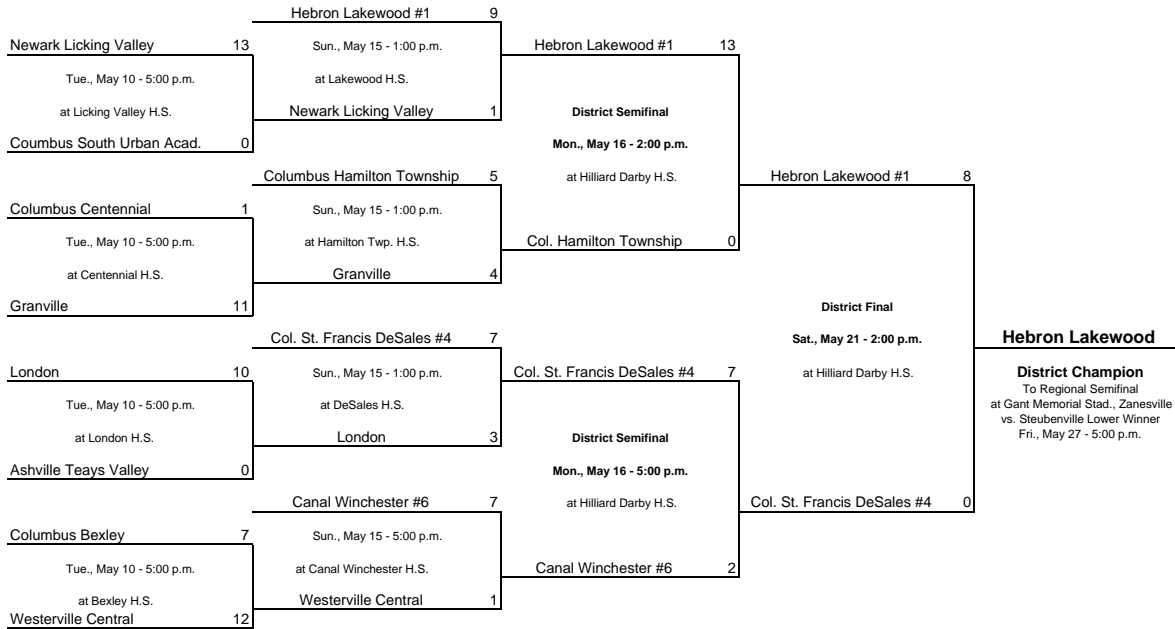 Hebron Lakewood #1 9
Newark Licking Valley 13
Sun., May 15 - 1:00 p.m.
Hebron Lakewood #1 13
Tue., May 10 - 5:00 p.m.
at Lakewood H.S.
at Licking Valley H.S.
Newark Licking Valley 1
District Semifinal
Coumbus South Urban Acad. 0
Mon., May 16 - 2:00 p.m.
Columbus Hamilton Township 5
at Hilliard Darby H.S.
Hebron Lakewood #1 8
Columbus Centennial 1
Sun., May 15 - 1:00 p.m.
Tue., May 10 - 5:00 p.m.
at Hamilton Twp. H.S.
Col. Hamilton Township 0
at Centennial H.S.
Granville 4
Granville 11
District Final
Col. St. Francis DeSales #4 7
Sat., May 21 - 2:00 p.m.
Hebron Lakewood
London 10
Sun., May 15 - 1:00 p.m.
Col. St. Francis DeSales #4 7
at Hilliard Darby H.S.
District Champion
To Regional Semifinal
Tue., May 10 - 5:00 p.m.
at DeSales H.S.
at Gant Memorial Stad., Zanesville
vs. Steubenville Lower Winner
at London H.S.
London 3
District Semifinal
Fri., May 27 - 5:00 p.m.
Ashville Teays Valley 0
Mon., May 16 - 5:00 p.m.
Canal Winchester #6 7
at Hilliard Darby H.S.
Col. St. Francis DeSales #4 0
Columbus Bexley 7
Sun., May 15 - 5:00 p.m.
Tue., May 10 - 5:00 p.m.
at Canal Winchester H.S.
Canal Winchester #6 2
at Bexley H.S.
Westerville Central 1
Westerville Central 12